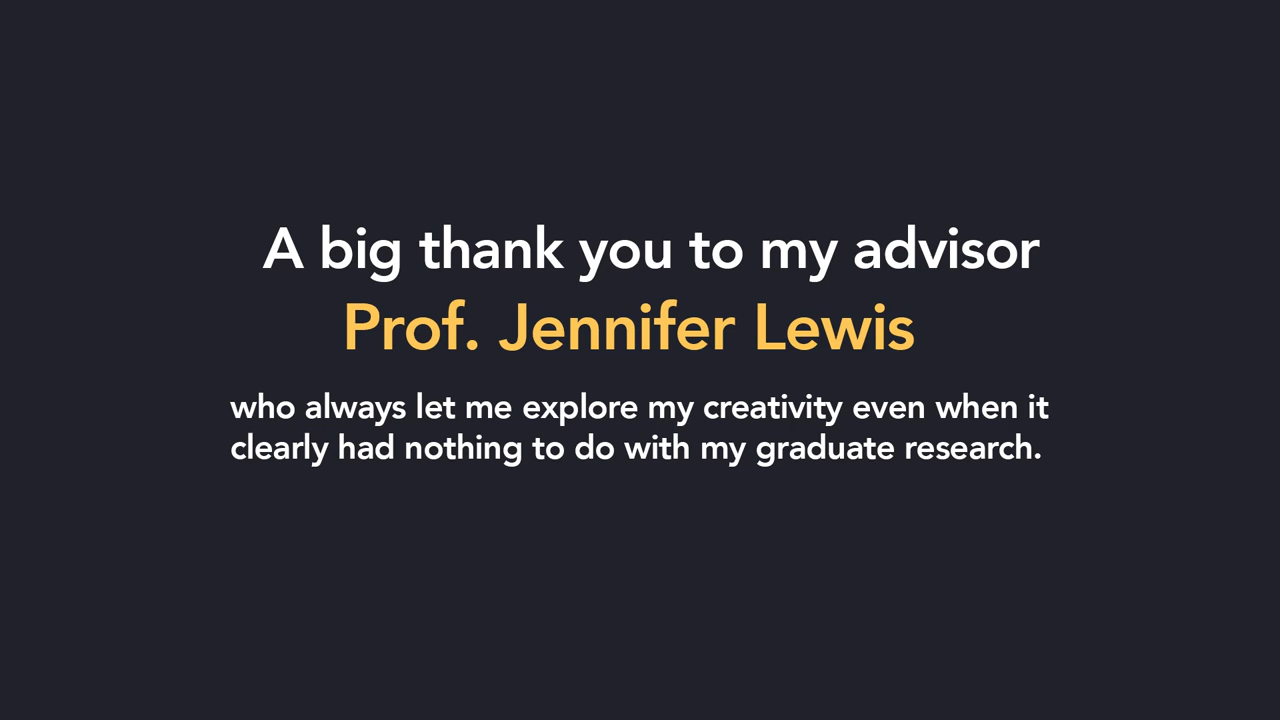 A big thank you to my advisor
Prof. Jennifer Lewis
who always let me explore my creativity even when it
clearly had nothing to do with my graduate research.